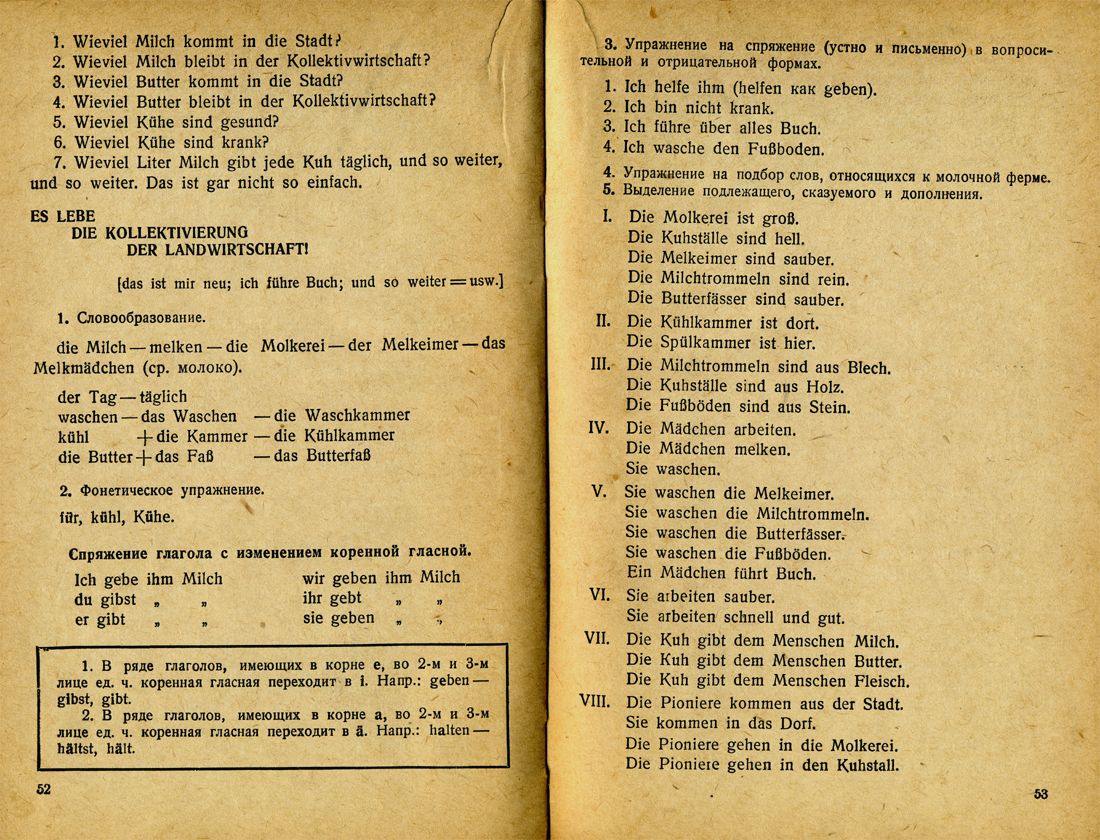 1. Wieviel Milch kommt in die Stadt?
2. Wieviel Milch bleibt in der Kollektivwirtschaft?
3. Wieviel Butter kommt in die Stadt?
4. Wieviel Butter bleibt in der Kollektivwirtschaft?
5. Wieviel Kühe sind gesund?
6. Wieviel Kühe sind krank?
7. Wieviel Liter Milch gibt jede Kuh täglich, und so weiter,
und so weiter. Das ist gar nicht so einfach.
ES LEBE
DIE KOLLEKTIVIERUNG
DER LANDWIRTSCHAFT!
[das ist mir neu; ich führe Buch; und so weiter = usw.]
1. Словообразование.
die Milch — melken — die Molkerei — der Melkeimer — das
Melkmädchen (ср. молоко).
der Tag — täglich
waschen — das Waschen — die Waschkammer
kühl + die Kammer — die Kühlkammer
die Butter + das Faß — das Butterfaß
2. Фонетическое упражнение.
für, kühl, Kühe.
Спряжение глагола с изменением коренной гласной.
Ich gebe ihm Milch wir geben ihm Milch
du gibst „ „ ihr gebt „ „
er gibt „ „ sie geben „ „
1. В ряде глаголов, имеющих в корне e, во 2-м и 3-м
лице ед. ч. коренная гласная переходит в i. Напр.: geben —
gibst, gibt.
2. В ряде глаголов, имеющих в корне a, во 2-м и 3-м
лице ед. ч. коренная гласная переходит в ä. Напр.: halten —
hältst, hält.
52
3. Упражнение на спряжение (устно и письменно) в вопроси-
тельной и отрицательной формах.
1. Ich helfe ihm (helfen как geben).
2. Ich bin nicht krank.
3. Ich führe über alles Buch.
4. Ich wasche den Fußboden.
4. Упражнение на подбор слов, относящихся к молочной ферме.
5. Выделение подлежащего, сказуемого и дополнения.
I. Die Molkerei ist groß.
Die Kuhställe sind hell.
Die Melkeimer sind sauber.
Die Milchtrommeln sind rein.
Die Butterfässer sind sauber.
II. Die Kühlkammer ist dort.
Die Spülkammer ist hier.
III. Die Milchtrommeln sind aus Blech.
Die Kuhställe sind aus Holz.
Die Fußböden sind aus Stein.
IV. Die Mädchen arbeiten.
Die Mädchen melken.
Sie waschen.
V. Sie waschen die Melkeimer.
Sie waschen die Milchtrommeln.
Sie waschen die Butterfässer.
Sie waschen die Fußböden.
Ein Mädchen führt Buch.
VI. Sie arbeiten sauber.
Sie arbeiten schnell und gut.
VII. Die Kuh gibt dem Menschen Milch.
Die Kuh gibt dem Menschen Butter.
Die Kuh gibt dem Menschen Fleisch.
VIII. Die Pioniere kommen aus der Stadt.
Sie kommen in das Dorf.
Die Pioniere gehen in die Molkerei.
Die Pioniere gehen in den Kuhstall.
53